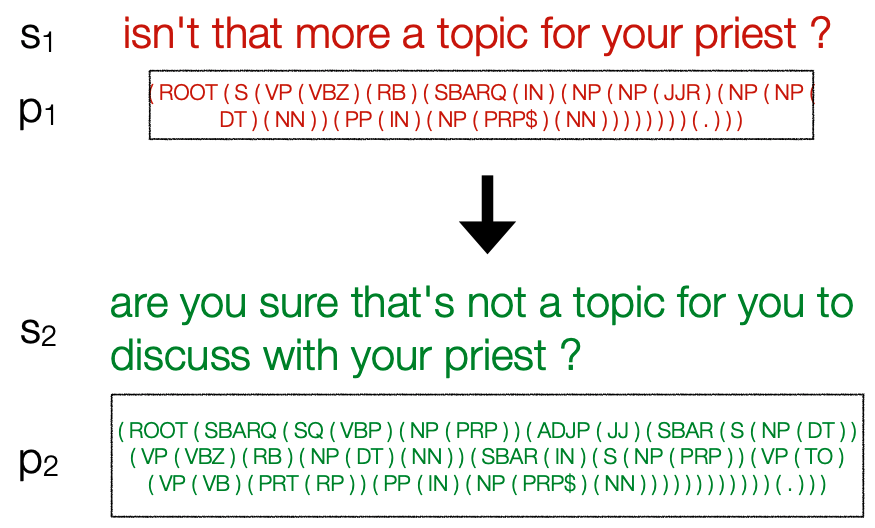 s1 isn't that more a topic for your priest ?
p1 ( ROOT ( S ( VP ( VBZ ) ( RB ) ( SBARQ ( IN ) ( NP ( NP ( JJR ) ( NP ( NP (
DT ) ( NN ) ) ( PP ( IN ) ( NP ( PRP$ ) ( NN ) ) ) ) ) ) ) ) ( . ) ) )
are you sure that's not a topic for you to
s2
discuss with your priest ?
( ROOT ( SBARQ ( SQ ( VBP ) ( NP ( PRP ) ) ( ADJP ( JJ ) ( SBAR ( S ( NP ( DT ) )
p2 ( VP ( VBZ ) ( RB ) ( NP ( DT ) ( NN ) ) ( SBAR ( IN ) ( S ( NP ( PRP ) ) ( VP ( TO )
( VP ( VB ) ( PRT ( RP ) ) ( PP ( IN ) ( NP ( PRP$ ) ( NN ) ) ) ) ) ) ) ) ) ) ) ) ( . ) ) )